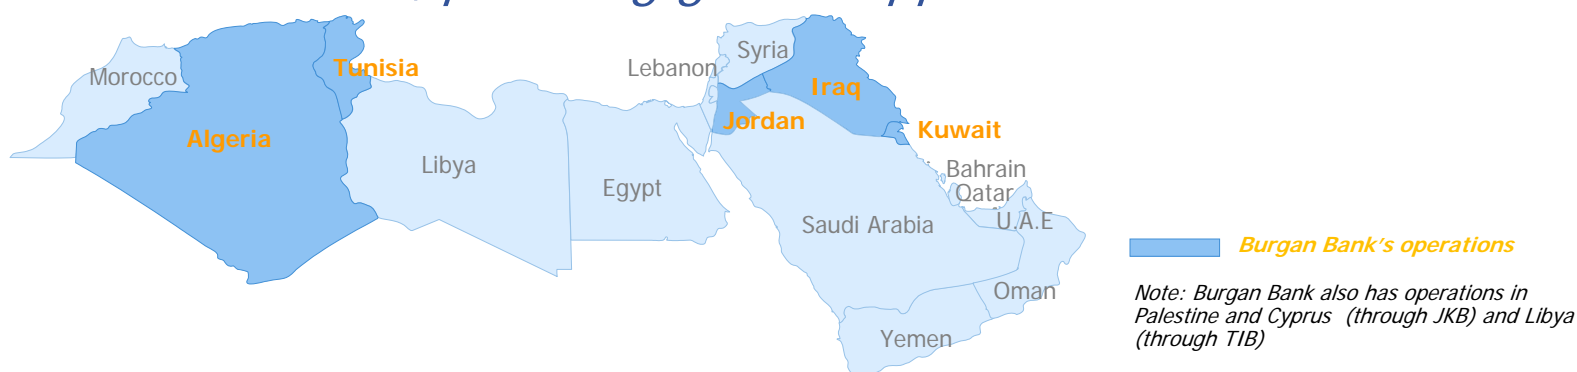 Morocco
Tunisia
Algeria
Libya
Egypt
Lebanon
Syria
Iraq
Jordan
Kuwait
Bahrain
Qatar
Saudi Arabia
U.A.E
Oman
Yemen
Burgan Bank's operations
Note: Burgan Bank also has operations in
Palestine and Cyprus (through JKB) and Libya
(through TIB)